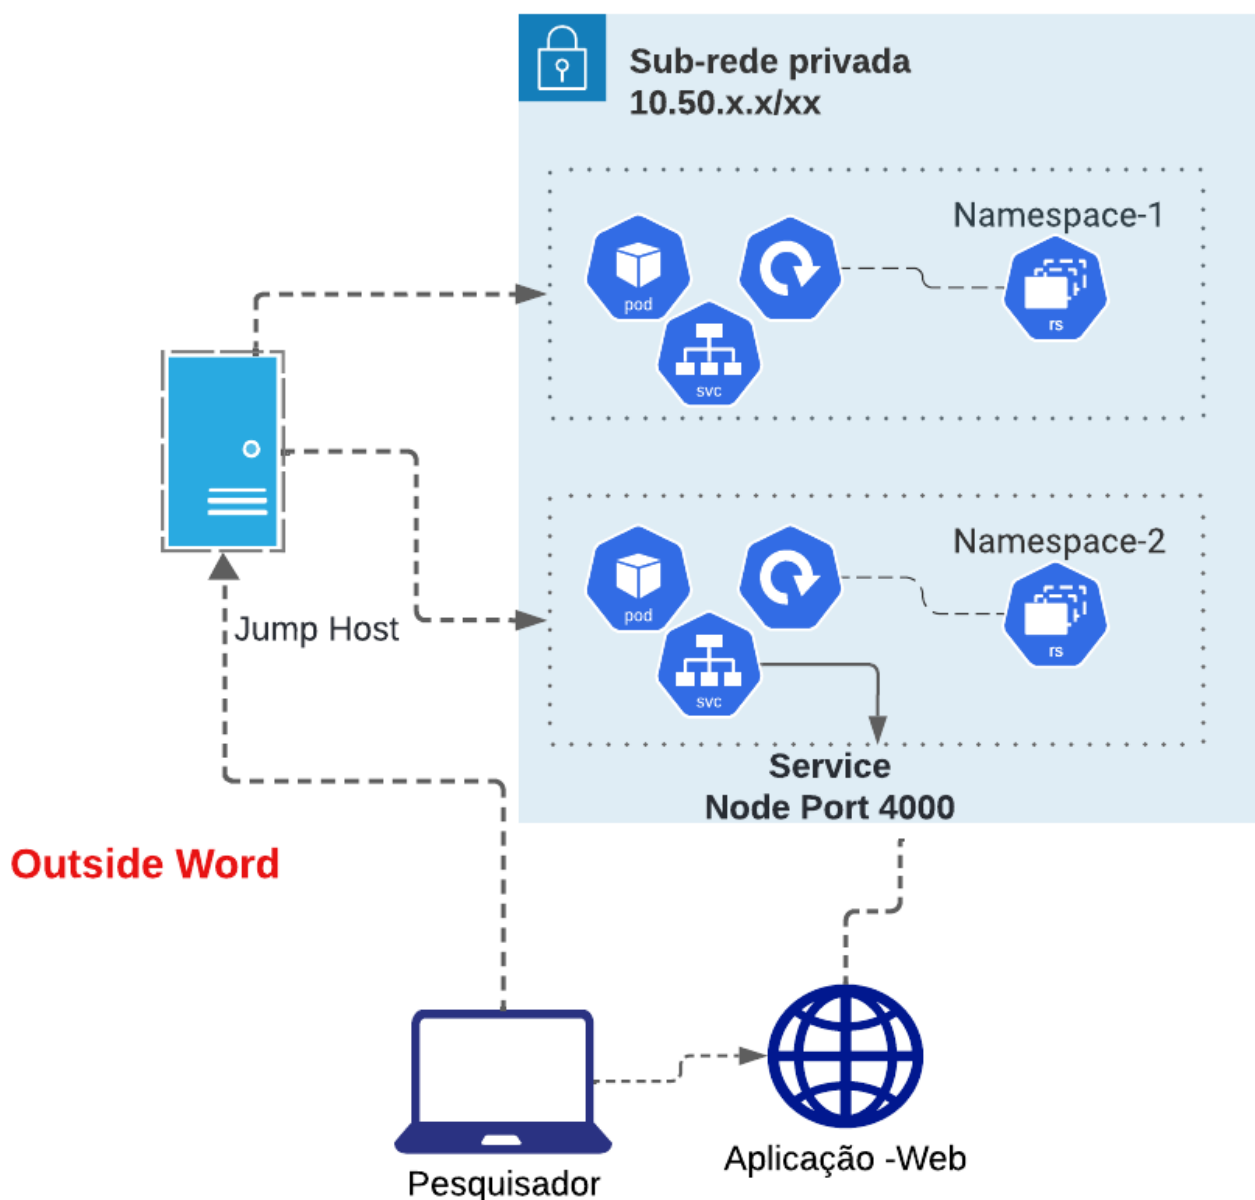 Sub-rede privada
10.50.x.x/xx
Namespace-1
pod
svc
rs
Namespace-2
pod
svc
rs
Jump Host
Service
Node Port 4000
Outside Word
Aplicação -Web
Pesquisador